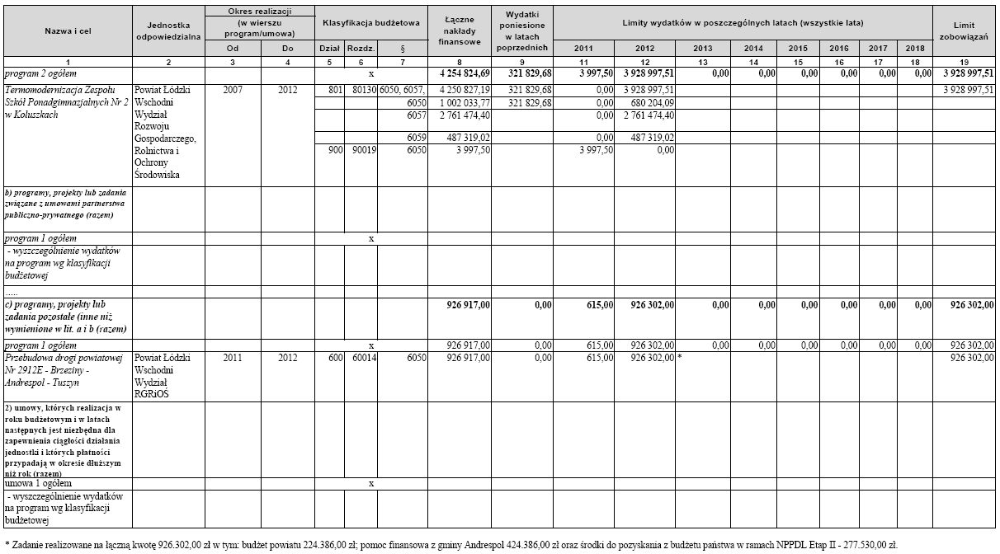 Nazwa i cel | Jednostka odpowiedzialna | Okres realizacji (w wierszu program/umowa) | Klasyfikacja budżetowa | Łączne nakłady finansowe | Wydatki poniesione w latach poprzednich | Limity wydatków w poszczególnych latach (wszystkie lata) | Limit zobowiązań
Od | Do | Dział | Rozdz. | § | 2011 | 2012 | 2013 | 2014 | 2015 | 2016 | 2017 | 2018
1 | 2 | 3 | 4 | 5 | 6 | 7 | 8 | 9 | 11 | 12 | 13 | 14 | 15 | 16 | 17 | 18 | 19
program 2 ogółem | x | 4 254 824,69 | 321 829,68 | 3 997,50 | 3 928 997,51 | 0,00 | 0,00 | 0,00 | 0,00 | 0,00 | 0,00 | 3 928 997,51
Termomodernizacja Zespołu | Powiat Łódzki | 2007 | 2012 | 801 | 80130 | 6050, 6057, | 4 250 827,19 | 321 829,68 | 0,00 | 3 928 997,51 | 3 928 997,51
Szkół Ponadgimnazjalnych Nr 2 | Wschodni | 6050 | 1 002 033,77 | 321 829,68 | 0,00 | 680 204,09
w Koluszkach | Wydział | 6057 | 2 761 474,40 | 0,00 | 2 761 474,40
Rozwoju
Gospodarczego, | 6059 | 487 319,02 | 0,00 | 487 319,02
Rolnictwa i | 900 | 90019 | 6050 | 3 997,50 | 3 997,50 | 0,00
Ochrony
Środowiska
b) programy, projekty lub zadania
związane z umowami partnerstwa
publiczno-prywatnego (razem)
program 1 ogółem | x
- wyszczególnienie wydatków
na program wg klasyfikacji
budżetowej
.....
c) programy, projekty lub | 926 917,00 | 0,00 | 615,00 | 926 302,00 | 0,00 | 0,00 | 0,00 | 0,00 | 0,00 | 0,00 | 926 302,00
zadania pozostałe (inne niż
wymienione w lit. a i b (razem)
program 1 ogółem | x | 926 917,00 | 0,00 | 615,00 | 926 302,00 | 0,00 | 0,00 | 0,00 | 0,00 | 0,00 | 0,00 | 926 302,00
Przebudowa drogi powiatowej | Powiat Łódzki | 2011 | 2012 | 600 | 60014 | 6050 | 926 917,00 | 0,00 | 615,00 | 926 302,00 | * | 926 302,00
Nr 2912E - Brzeziny - | Wschodni
Andrespol - Tuszyn | Wydział
RGRiOŚ
2) umowy, których realizacja w
roku budżetowym i w latach
następnych jest niezbędna dla
zapewnienia ciągłości działania
jednostki i których płatności
przypadają w okresie dłuższym
niż rok (razem)
umowa 1 ogółem | x
- wyszczególnienie wydatków
na program wg klasyfikacji
budżetowej
* Zadanie realizowane na łączną kwotę 926.302,00 zł w tym: budżet powiatu 224.386,00 zł; pomoc finansowa z gminy Andrespol 424.386,00 zł oraz środki do pozyskania z budżetu państwa w ramach NPPDL Etap II - 277.530,00 zł.